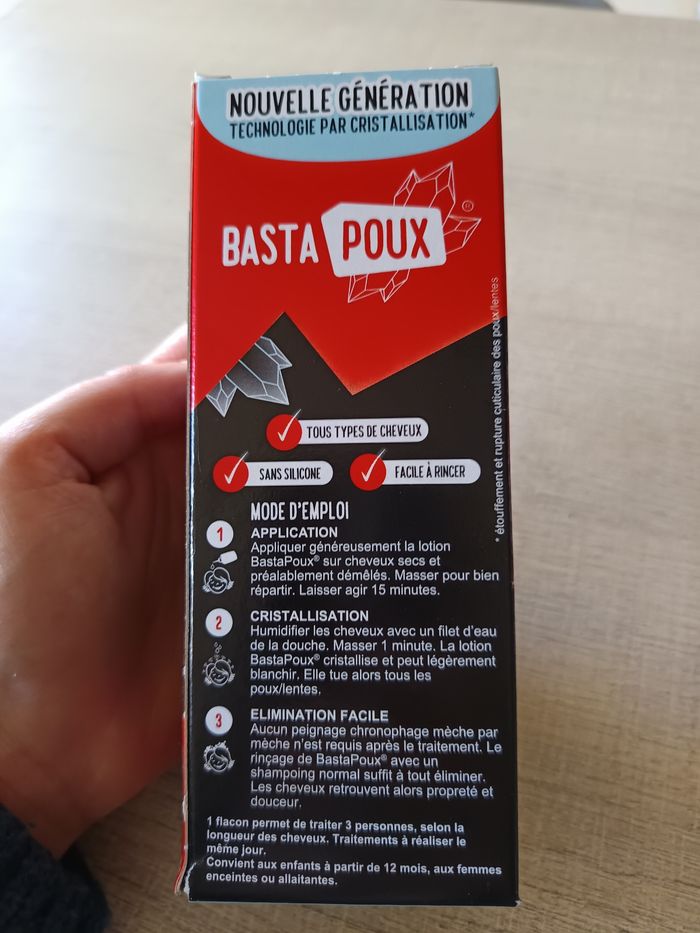 NOUVELLE GÉNÉRATION
TECHNOLOGIE PAR CRISTALLISATION*
BASTA POUX ®
TOUS TYPES DE CHEVEUX
SANS SILICONE
FACILE À RINCER
* étouffement et rupture cuticulaire des poux/lentes
MODE D'EMPLOI
1 APPLICATION
Appliquer généreusement la lotion
BastaPoux® sur cheveux secs et
préalablement démêlés. Masser pour bien
répartir. Laisser agir 15 minutes.
2 CRISTALLISATION
Humidifier les cheveux avec un filet d'eau
de la douche. Masser 1 minute. La lotion
BastaPoux® cristallise et peut légèrement
blanchir. Elle tue alors tous les
poux/lentes.
3 ELIMINATION FACILE
Aucun peignage chronophage mèche par
mèche n'est requis après le traitement. Le
rinçage de BastaPoux® avec un
shampoing normal suffit à tout éliminer.
Les cheveux retrouvent alors propreté et
douceur.
1 flacon permet de traiter 3 personnes, selon la
longueur des cheveux. Traitements à réaliser le
même jour.
Convient aux enfants à partir de 12 mois, aux femmes
enceintes ou allaitantes.